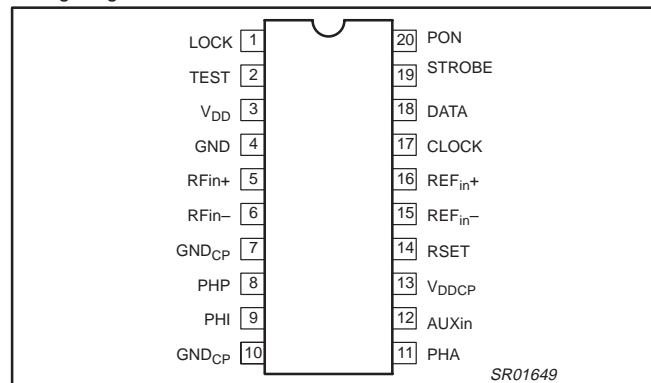 LOCK 1 20 PON
TEST 2 19 STROBE
VDD 3 18 DATA
GND 4 17 CLOCK
RFin+ 5 16 REFin+
RFin– 6 15 REFin–
GNDCP 7 14 RSET
PHP 8 13 VDDCP
PHI 9 12 AUXin
GNDCP 10 11 PHA
SR01649